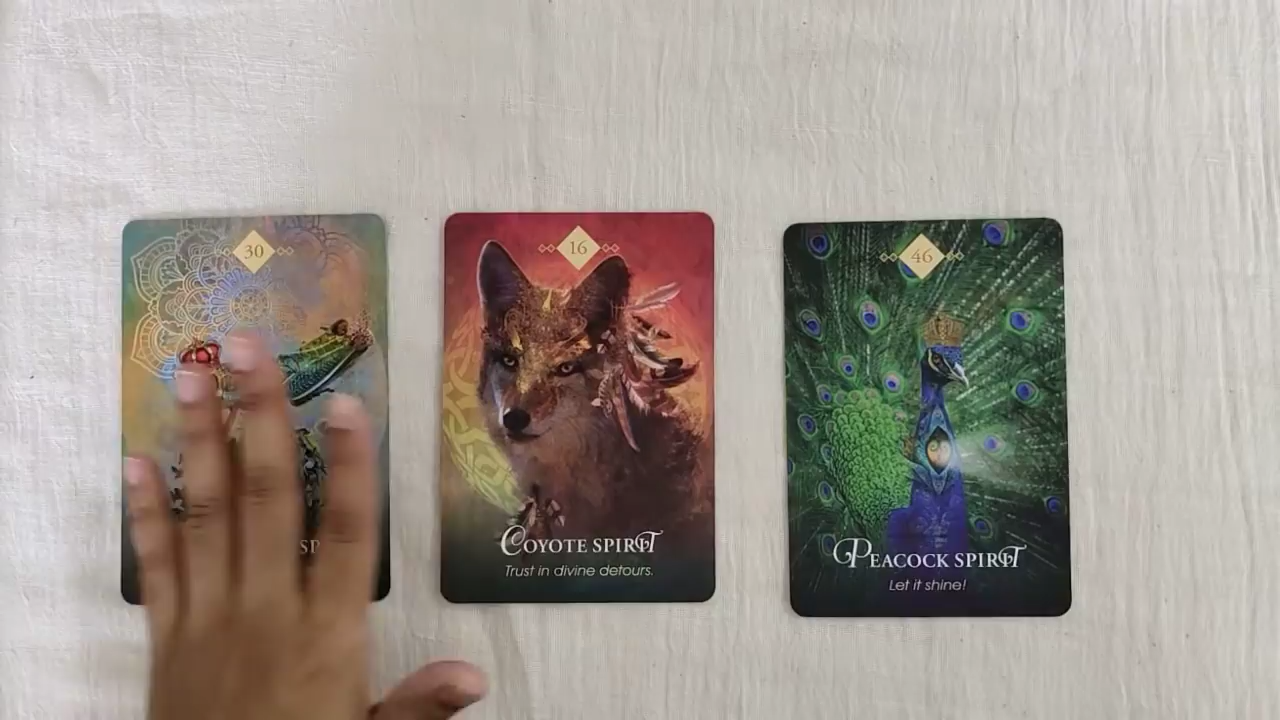 30
16
COYOTE SPIRIT
Trust in divine detours.
46
PEACOCK SPIRIT
Let it shine!